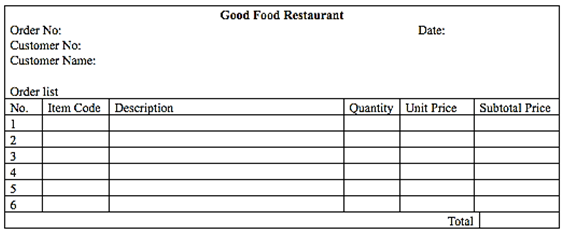 Good Food Restaurant
Order No: Date:
Customer No:
Customer Name:
Order list
No. Item Code Description Quantity Unit Price Subtotal Price
1
2
3
4
5
6
Total